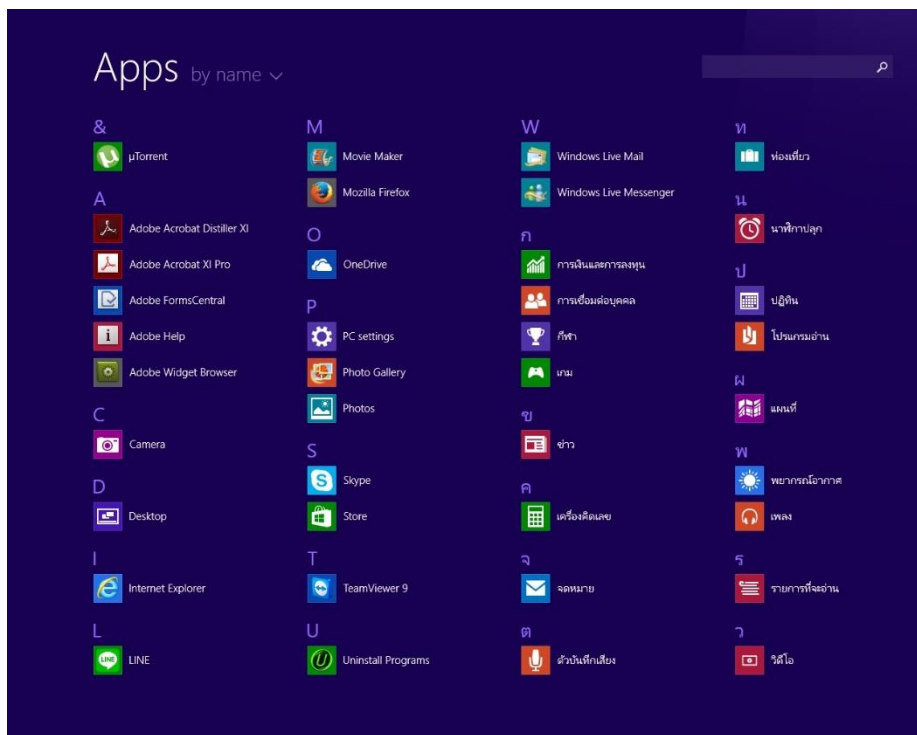 Apps by name
&
µTorrent
A
Adobe Acrobat Distiller XI
Adobe Acrobat XI Pro
Adobe FormsCentral
Adobe Help
Adobe Widget Browser
C
Camera
D
Desktop
I
Internet Explorer
L
LINE
LINE
M
Movie Maker
Mozilla Firefox
O
OneDrive
P
PC settings
Photo Gallery
Photos
S
Skype
Store
T
TeamViewer 9
U
Uninstall Programs
W
Windows Live Mail
Windows Live Messenger
ก
การเงินและการลงทุน
การเชื่อมต่อบุคคล
กีฬา
เกม
ข
ข่าว
ค
เครื่องคิดเลข
จ
จดหมาย
ต
ตัวบันทึกเสียง
ท
ท่องเที่ยว
น
นาฬิกาปลุก
ป
ปฏิทิน
โปรแกรมอ่าน
ผ
แผนที่
พ
พยากรณ์อากาศ
เพลง
ร
รายการที่จะอ่าน
ว
วิดีโอ